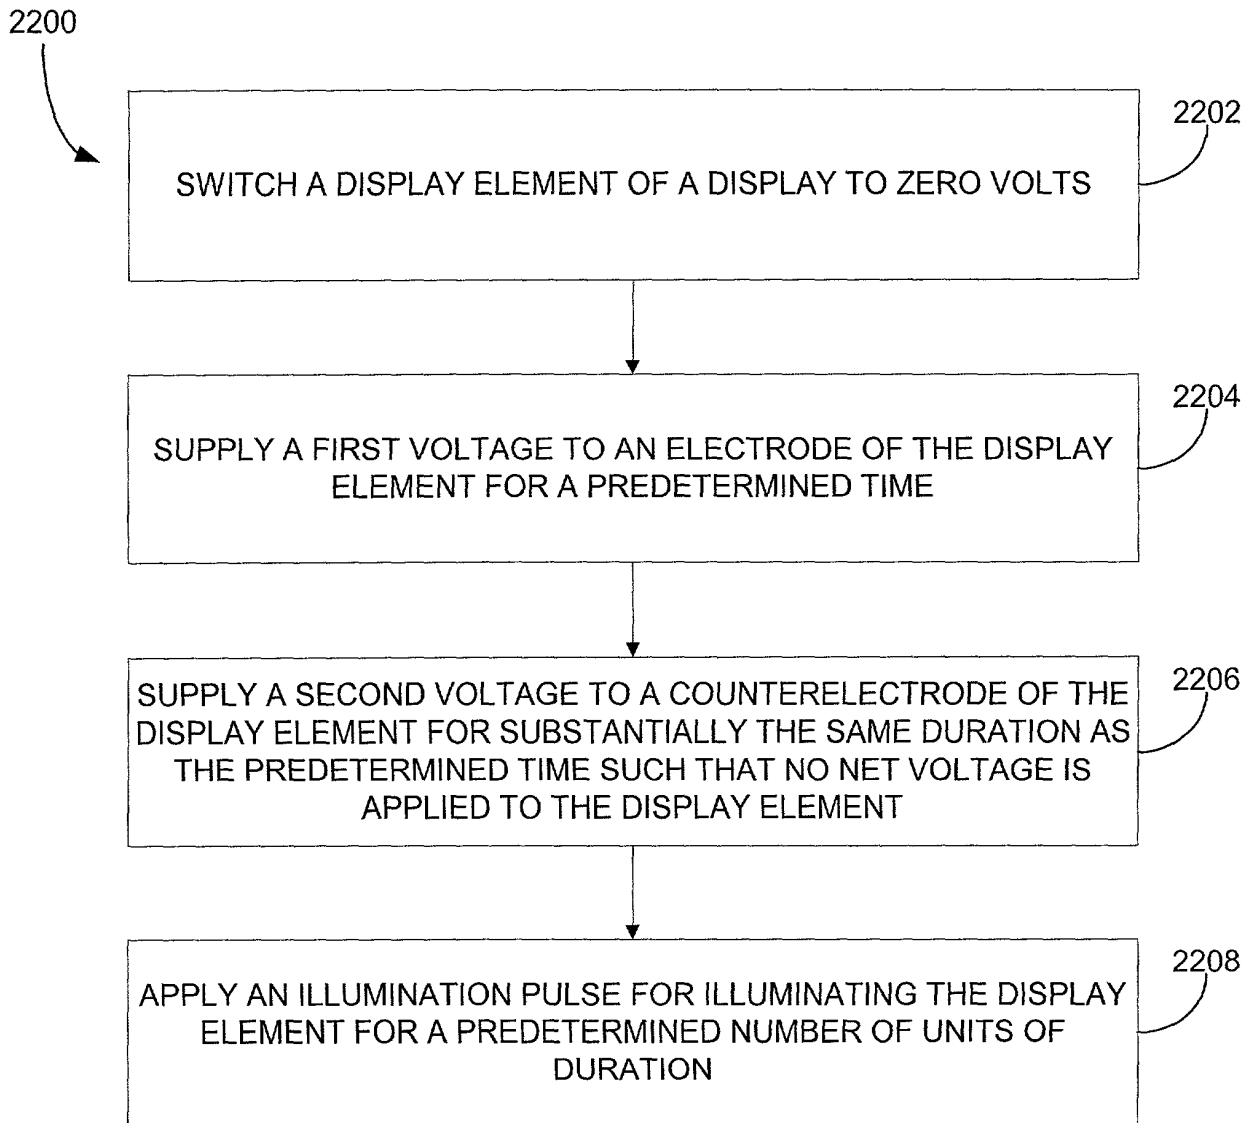 2200
2202
SWITCH A DISPLAY ELEMENT OF A DISPLAY TO ZERO VOLTS
2204
SUPPLY A FIRST VOLTAGE TO AN ELECTRODE OF THE DISPLAY
ELEMENT FOR A PREDETERMINED TIME
2206
SUPPLY A SECOND VOLTAGE TO A COUNTERELECTRODE OF THE
DISPLAY ELEMENT FOR SUBSTANTIALLY THE SAME DURATION AS
THE PREDETERMINED TIME SUCH THAT NO NET VOLTAGE IS
APPLIED TO THE DISPLAY ELEMENT
2208
APPLY AN ILLUMINATION PULSE FOR ILLUMINATING THE DISPLAY
ELEMENT FOR A PREDETERMINED NUMBER OF UNITS OF
DURATION